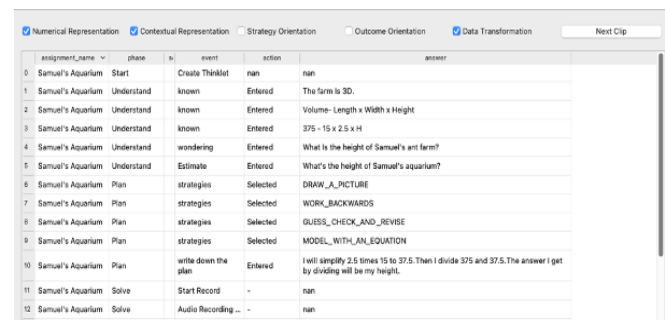 Numerical Representation Contextual Representation Strategy Orientation Outcome Orientation Data Transformation Next Clip
assignment_name phase event action answer
0 Samuel's Aquarium Start Create Thinklet nan nan
1 Samuel's Aquarium Understand known Entered The farm Is 3D.
2 Samuel's Aquarium Understand known Entered Volume- Length x Width x Height
3 Samuel's Aquarium Understand known Entered 375 - 15 x 2.5 x H
4 Samuel's Aquarium Understand wondering Entered What Is the height of Samuel's ant farm?
5 Samuel's Aquarium Understand Estimate Entered What's the height of Samuel's aquarium?
6 Samuel's Aquarium Plan strategies Selected DRAW_A_PICTURE
7 Samuel's Aquarium Plan strategies Selected WORK_BACKWARDS
8 Samuel's Aquarium Plan strategies Selected GUESS_CHECK_AND_REVISE
9 Samuel's Aquarium Plan strategies Selected MODEL_WITH_AN_EQUATION
10 Samuel's Aquarium Plan write down the plan Entered I will simplify 2.5 times 15 to 37.5.Then I divide 375 and 37.5.The answer I get
by dividing will be my height.
11 Samuel's Aquarium Solve Start Record - nan
12 Samuel's Aquarium Solve Audio Recording ... - nan